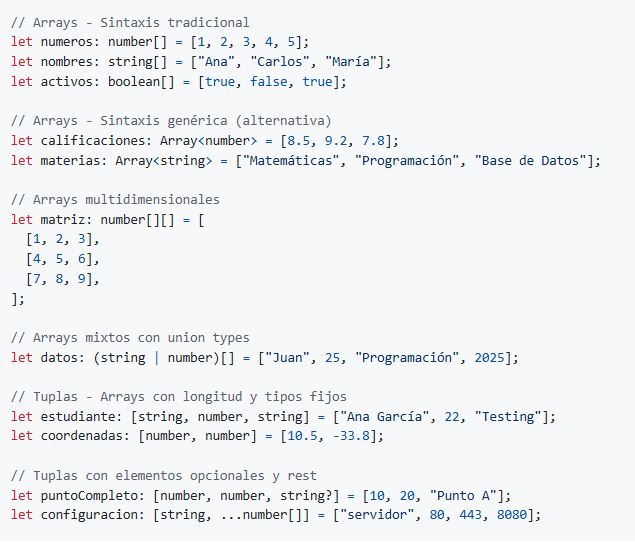 // Arrays - Sintaxis tradicional
let numeros: number[] = [1, 2, 3, 4, 5];
let nombres: string[] = ["Ana", "Carlos", "María"];
let activos: boolean[] = [true, false, true];

// Arrays - Sintaxis genérica (alternativa)
let calificaciones: Array<number> = [8.5, 9.2, 7.8];
let materias: Array<string> = ["Matemáticas", "Programación", "Base de Datos"];

// Arrays multidimensionales
let matriz: number[][] = [
  [1, 2, 3],
  [4, 5, 6],
  [7, 8, 9],
];

// Arrays mixtos con union types
let datos: (string | number)[] = ["Juan", 25, "Programación", 2025];

// Tuplas - Arrays con longitud y tipos fijos
let estudiante: [string, number, string] = ["Ana García", 22, "Testing"];
let coordenadas: [number, number] = [10.5, -33.8];

// Tuplas con elementos opcionales y rest
let puntoCompleto: [number, number, string?] = [10, 20, "Punto A"];
let configuracion: [string, ...number[]] = ["servidor", 80, 443, 8080];